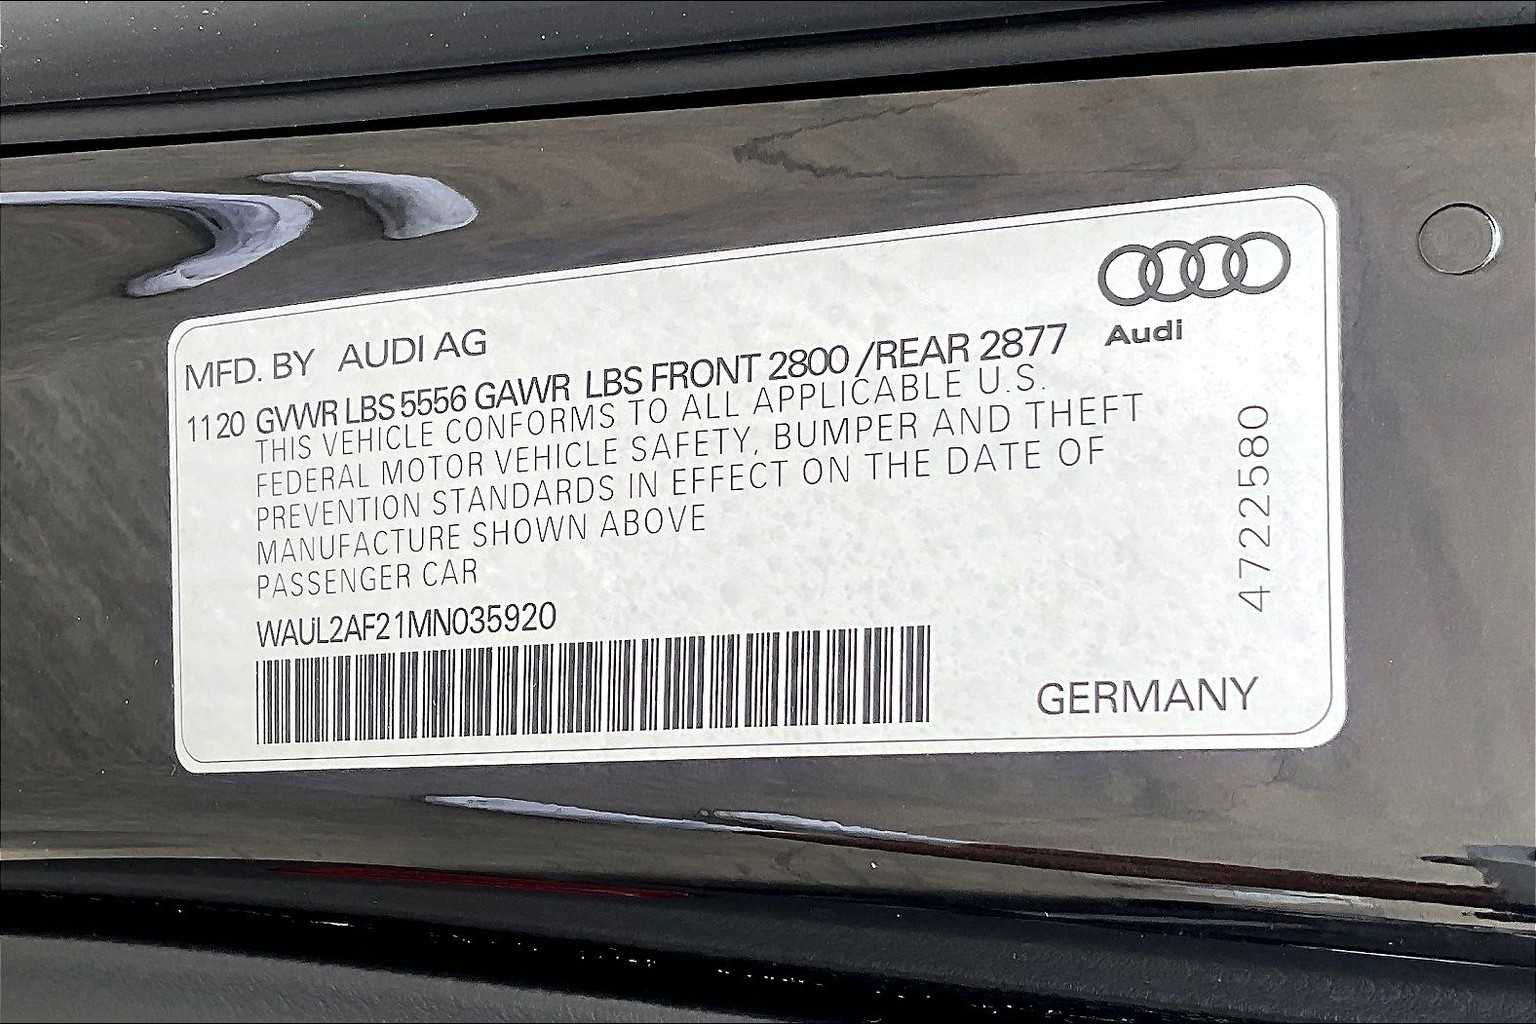 Audi
MFD. BY AUDI AG
1120 GVWR LBS 5556 GAWR LBS FRONT 2800 /REAR 2877
THIS VEHICLE CONFORMS TO ALL APPLICABLE U.S.
FEDERAL MOTOR VEHICLE SAFETY, BUMPER AND THEFT
PREVENTION STANDARDS IN EFFECT ON THE DATE OF
MANUFACTURE SHOWN ABOVE
PASSENGER CAR
WAUL2AF21MN035920
GERMANY
4722580